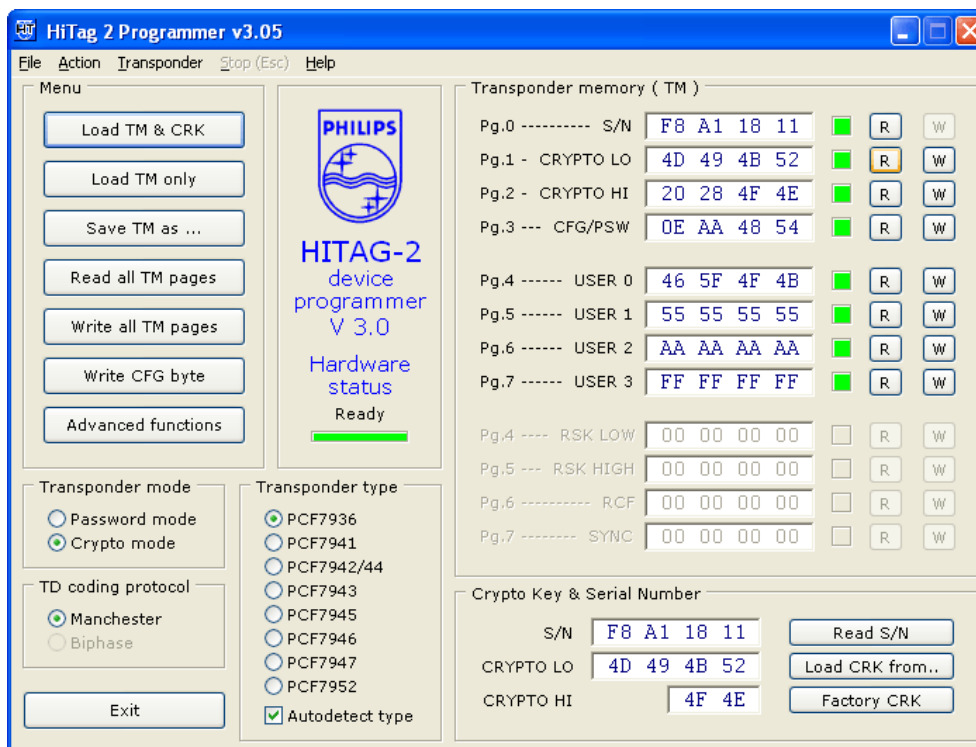 HiTag 2 Programmer v3.05
File Action Transponder Stop (Esc) Help
Menu
Load TM & CRK
Load TM only
Save TM as ...
Read all TM pages
Write all TM pages
Write CFG byte
Advanced functions
PHILIPS
HITAG-2
device
programmer
V 3.0
Hardware
status
Ready
Transponder memory ( TM )
Pg.0 ---------- S/N F8 A1 18 11 R W
Pg.1 - CRYPTO LO 4D 49 4B 52 R W
Pg.2 - CRYPTO HI 20 28 4F 4E R W
Pg.3 --- CFG/PSW 0E AA 48 54 R W
Pg.4 ------ USER 0 46 5F 4F 4B R W
Pg.5 ------ USER 1 55 55 55 55 R W
Pg.6 ------ USER 2 AA AA AA AA R W
Pg.7 ------ USER 3 FF FF FF FF R W
Pg.4 ---- RSK LOW 00 00 00 00 R W
Pg.5 --- RSK HIGH 00 00 00 00 R W
Pg.6 ---------- RCF 00 00 00 00 R W
Pg.7 -------- SYNC 00 00 00 00 R W
Transponder mode
Password mode
Crypto mode
TD coding protocol
Manchester
Biphase
Exit
Transponder type
PCF7936
PCF7941
PCF7942/44
PCF7943
PCF7945
PCF7946
PCF7947
PCF7952
Autodetect type
Crypto Key & Serial Number
S/N F8 A1 18 11 Read S/N
CRYPTO LO 4D 49 4B 52 Load CRK from..
CRYPTO HI 4F 4E Factory CRK